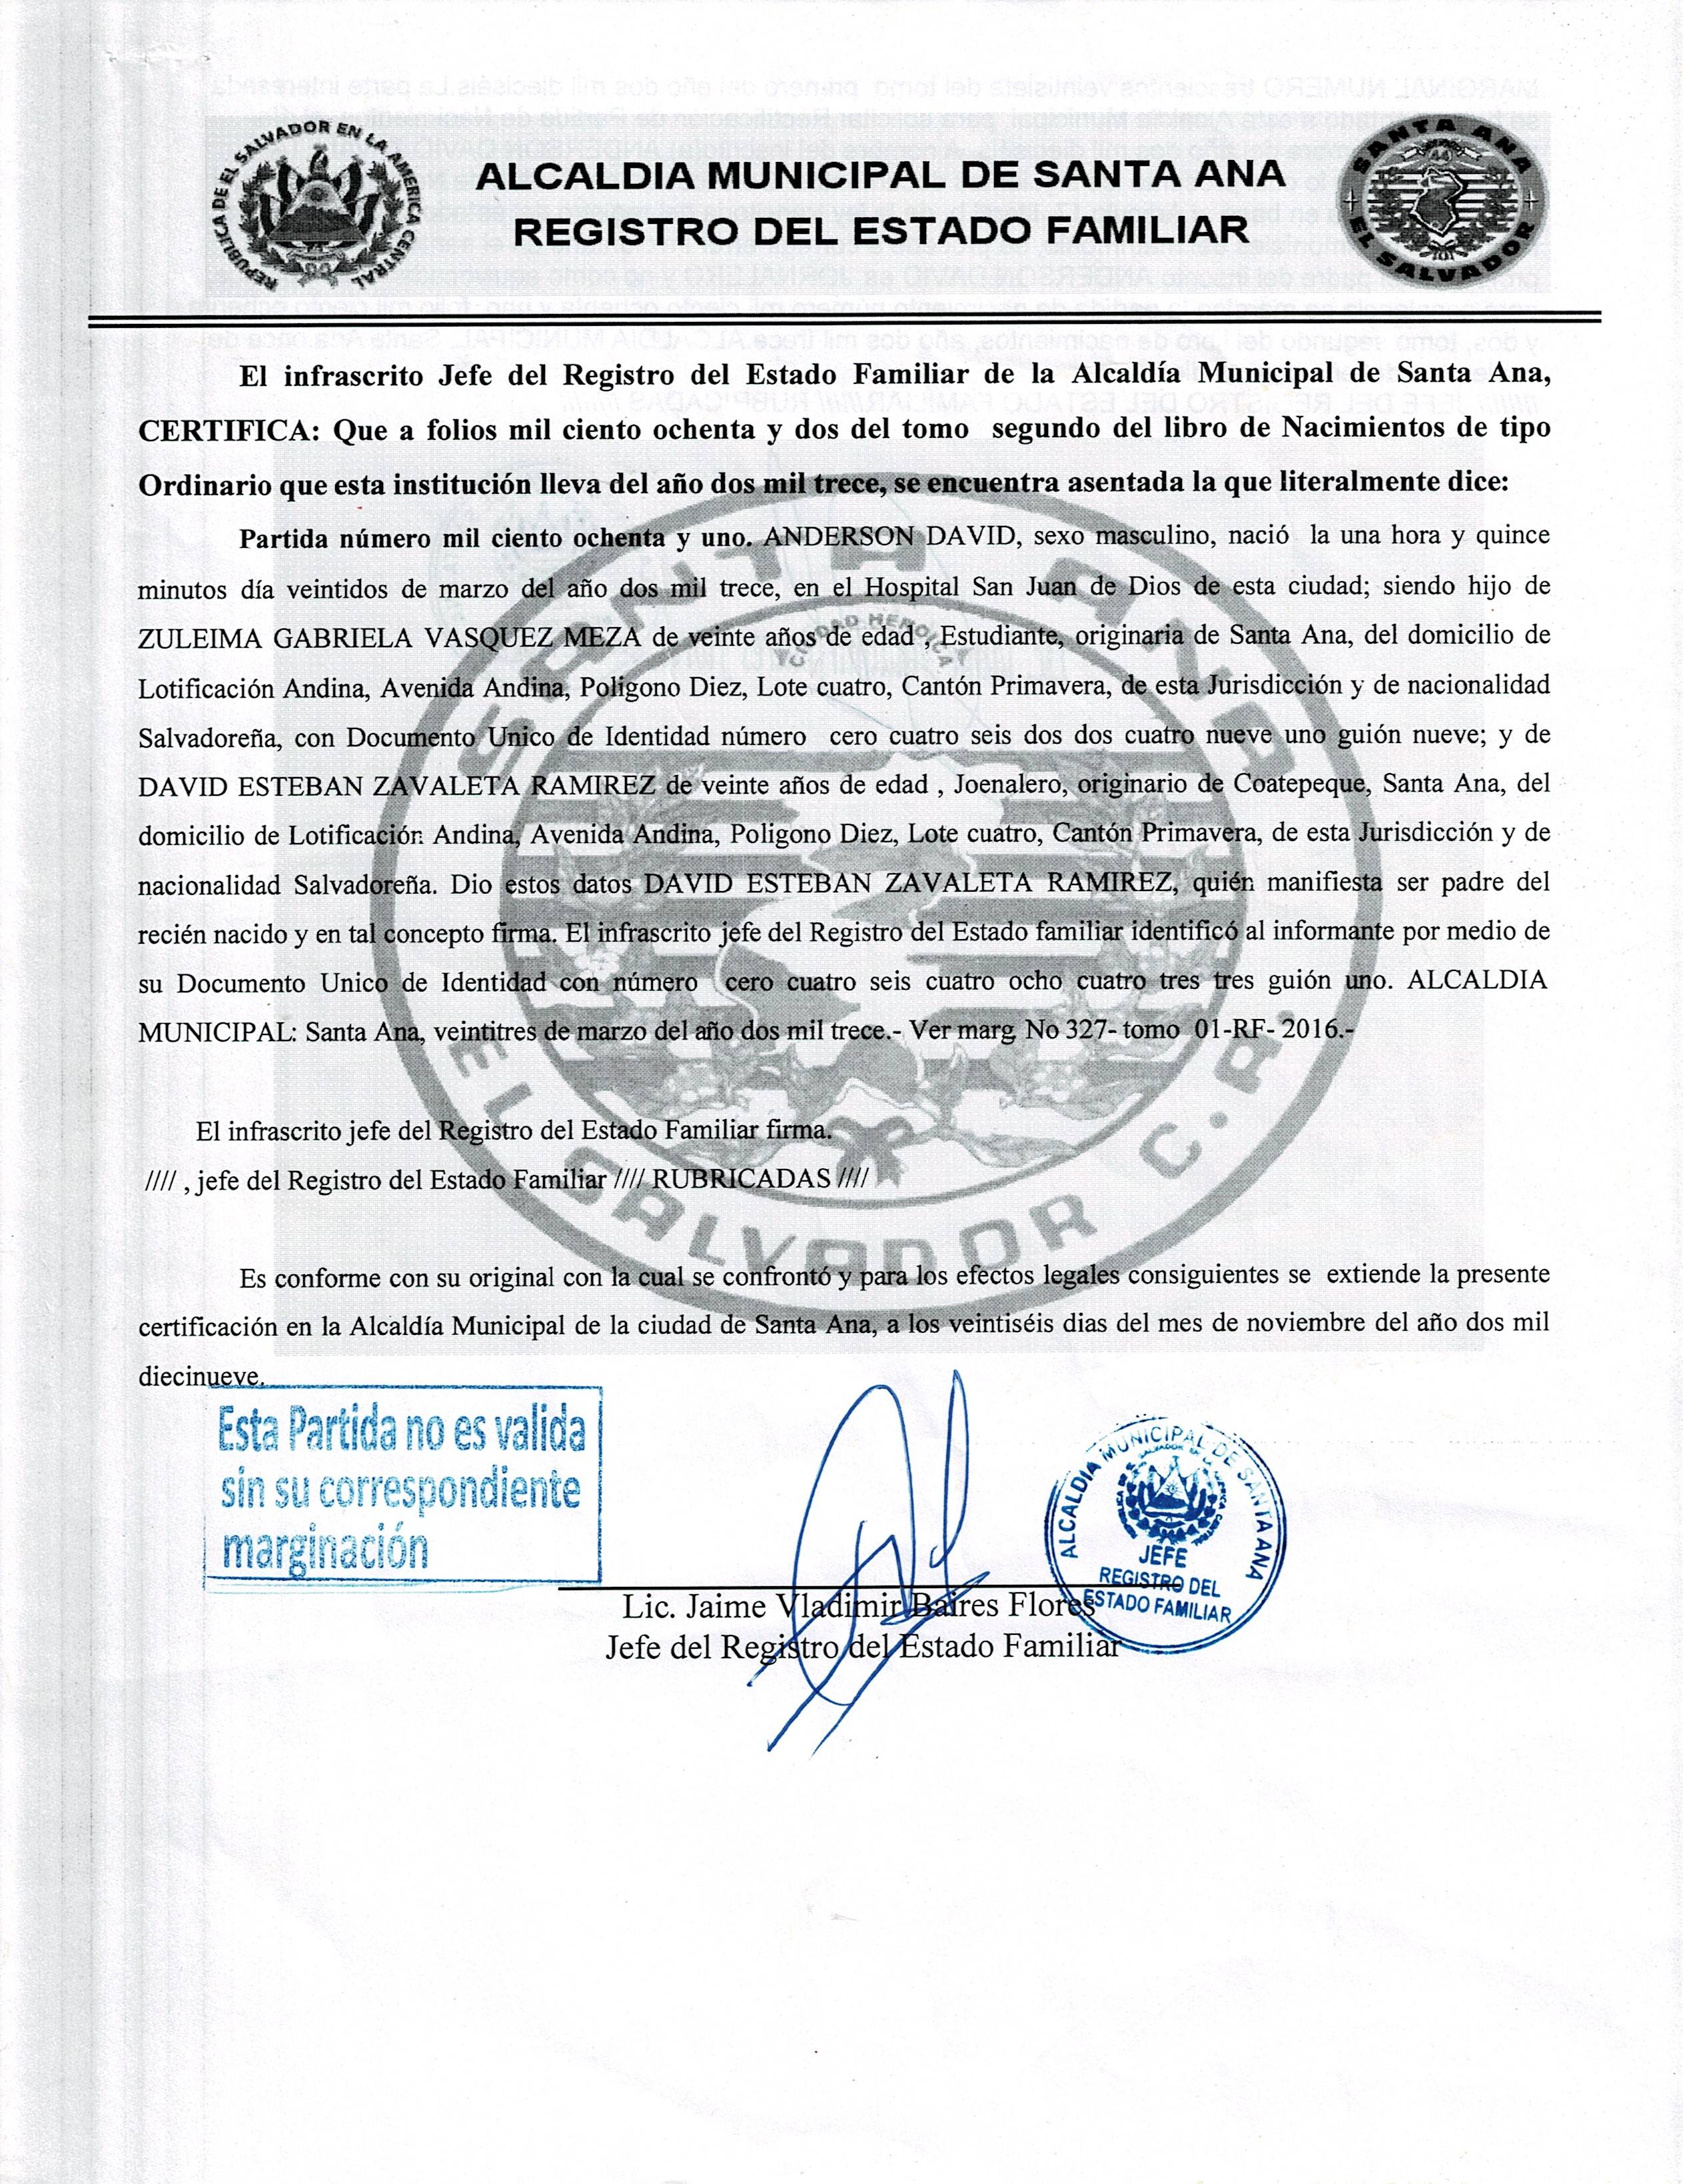 REPUBLICA DE EL SALVADOR EN LA AMERICA CENTRAL
ALCALDIA MUNICIPAL DE SANTA ANA
REGISTRO DEL ESTADO FAMILIAR
SANTA ANA
EL SALVADOR
El infrascrito Jefe del Registro del Estado Familiar de la Alcaldía Municipal de Santa Ana,
CERTIFICA: Que a folios mil ciento ochenta y dos del tomo segundo del libro de Nacimientos de tipo
Ordinario que esta institución lleva del año dos mil trece, se encuentra asentada la que literalmente dice:
Partida número mil ciento ochenta y uno. ANDERSON DAVID, sexo masculino, nació la una hora y quince
minutos día veintidos de marzo del año dos mil trece, en el Hospital San Juan de Dios de esta ciudad; siendo hijo de
ZULEIMA GABRIELA VASQUEZ MEZA de veinte años de edad , Estudiante, originaria de Santa Ana, del domicilio de
Lotificación Andina, Avenida Andina, Poligono Diez, Lote cuatro, Cantón Primavera, de esta Jurisdicción y de nacionalidad
Salvadoreña, con Documento Unico de Identidad número cero cuatro seis dos dos cuatro nueve uno guión nueve; y de
DAVID ESTEBAN ZAVALETA RAMIREZ de veinte años de edad , Joenalero, originario de Coatepeque, Santa Ana, del
domicilio de Lotificación Andina, Avenida Andina, Poligono Diez, Lote cuatro, Cantón Primavera, de esta Jurisdicción y de
nacionalidad Salvadoreña. Dio estos datos DAVID ESTEBAN ZAVALETA RAMIREZ, quién manifiesta ser padre del
recién nacido y en tal concepto firma. El infrascrito jefe del Registro del Estado familiar identificó al informante por medio de
su Documento Unico de Identidad con número cero cuatro seis cuatro ocho cuatro tres tres guión uno. ALCALDIA
MUNICIPAL: Santa Ana, veintitres de marzo del año dos mil trece.- Ver marg. No 327- tomo 01-RF- 2016.-
El infrascrito jefe del Registro del Estado Familiar firma.
//// , jefe del Registro del Estado Familiar //// RUBRICADAS ////
Es conforme con su original con la cual se confrontó y para los efectos legales consiguientes se extiende la presente
certificación en la Alcaldía Municipal de la ciudad de Santa Ana, a los veintiséis dias del mes de noviembre del año dos mil
diecinueve.
SANTA ANA
CIUDAD HEROICA
EL SALVADOR C.A.
Esta Partida no es valida
sin su correspondiente
marginación
ALCALDIA MUNICIPAL DE SANTA ANA
JEFE
REGISTRO DEL
ESTADO FAMILIAR
Lic. Jaime Vladimir Baires Flores
Jefe del Registro del Estado Familiar